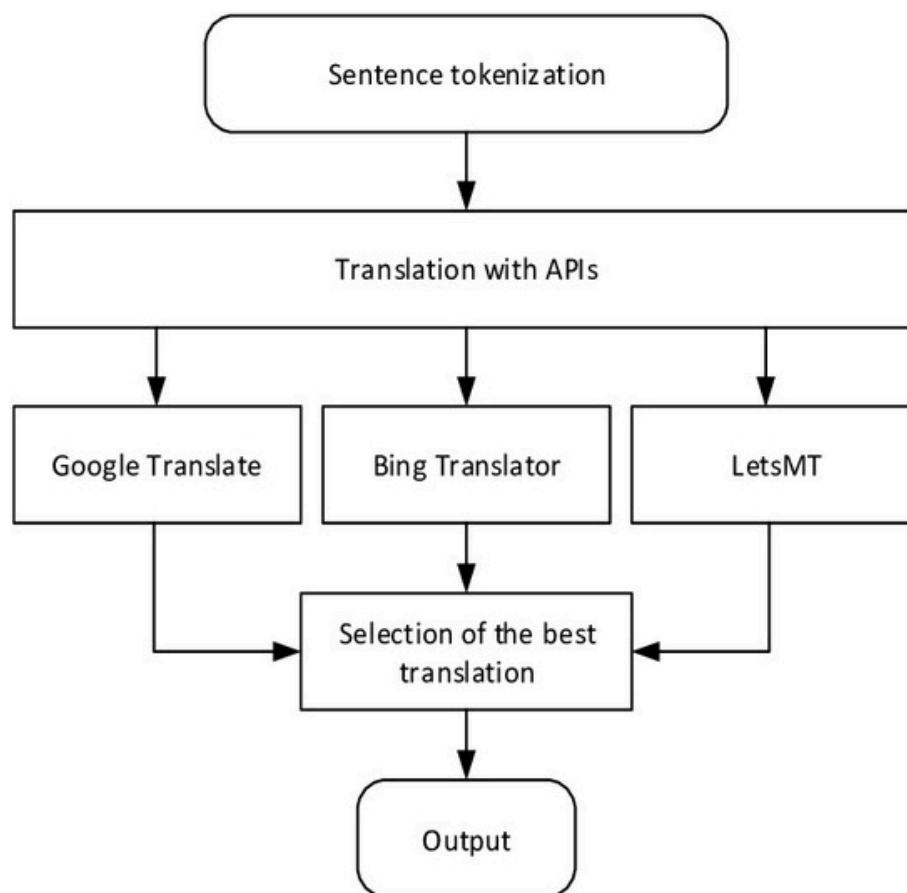 Sentence tokenization
Translation with APIs
Google Translate
Bing Translator
LetsMT
Selection of the best
translation
Output